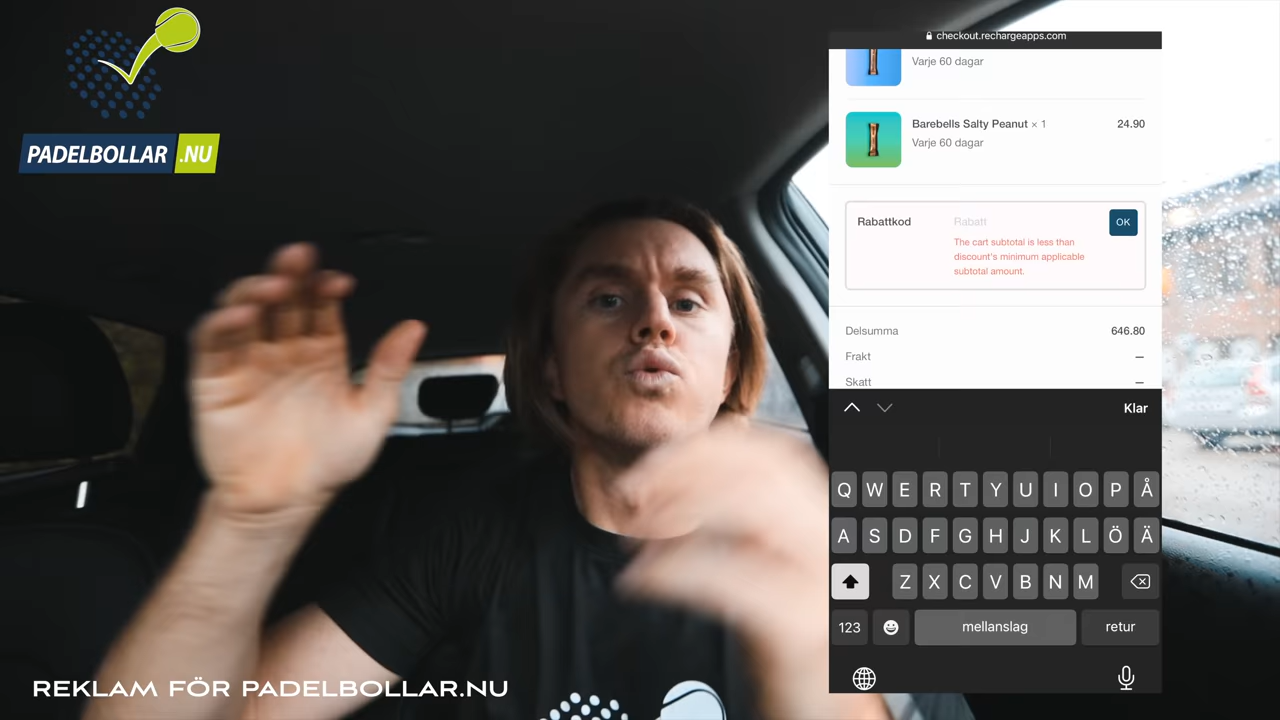 PADELBOLLAR .NU
checkout.rechargeapps.com
Varje 60 dagar
Barebells Salty Peanut × 1 24.90
Varje 60 dagar
Rabattkod Rabatt OK
The cart subtotal is less than
discount's minimum applicable
subtotal amount.
Delsumma 646.80
Frakt —
Skatt —
Klar
Q W E R T Y U I O P Å
A S D F G H J K L Ö Ä
Z X C V B N M
123 mellanslag retur
REKLAM FÖR PADELBOLLAR.NU